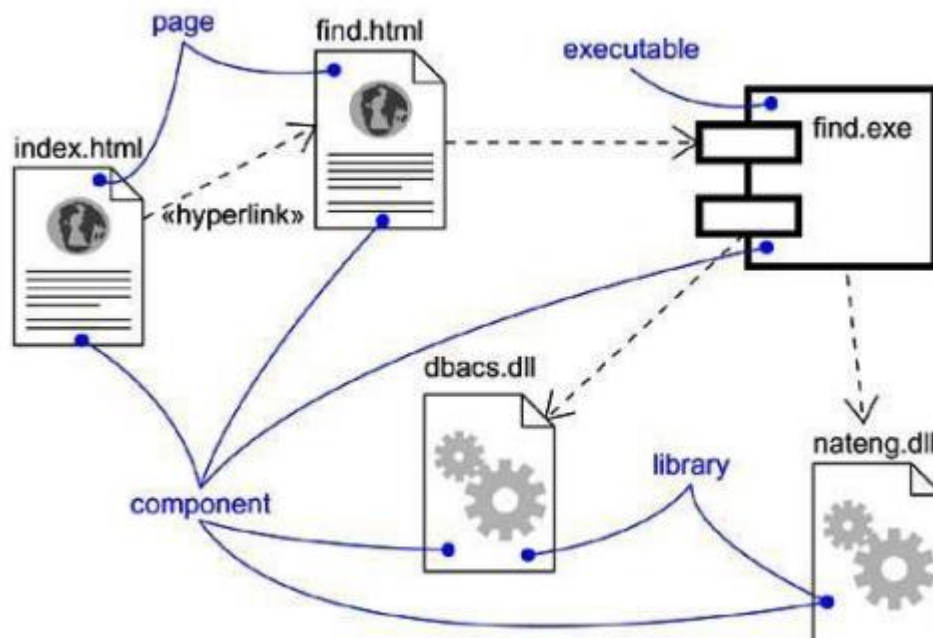 page
find.html
executable
find.exe
index.html
«hyperlink»
dbacs.dll
nateng.dll
library
component